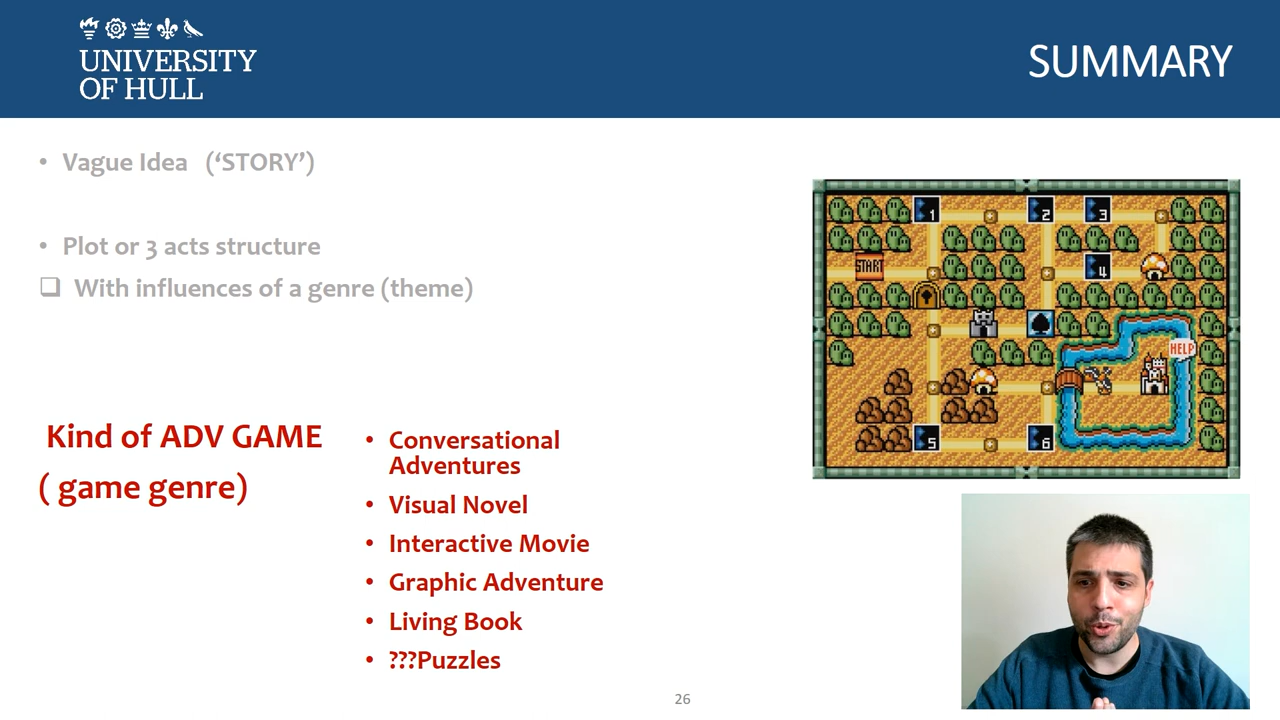 UNIVERSITY
OF HULL
SUMMARY
• Vague Idea (‘STORY’)
• Plot or 3 acts structure
❑ With influences of a genre (theme)
Kind of ADV GAME
( game genre)
• Conversational
Adventures
• Visual Novel
• Interactive Movie
• Graphic Adventure
• Living Book
• ???Puzzles
1
2
3
START
4
HELP
5
6
26